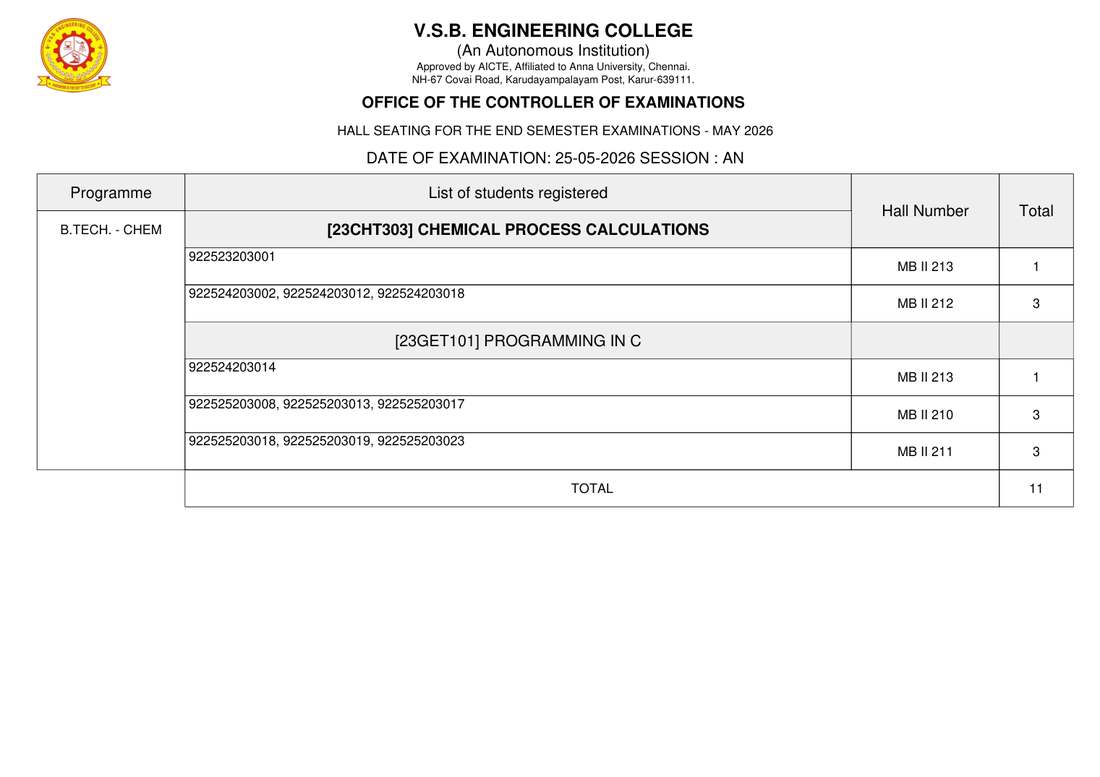 V.S.B. ENGINEERING COLLEGE
(An Autonomous Institution)
Approved by AICTE, Affiliated to Anna University, Chennai.
NH-67 Covai Road, Karudayampalayam Post, Karur-639111.
OFFICE OF THE CONTROLLER OF EXAMINATIONS
HALL SEATING FOR THE END SEMESTER EXAMINATIONS - MAY 2026
DATE OF EXAMINATION: 25-05-2026 SESSION : AN
Programme List of students registered Hall Number Total
B.TECH. - CHEM [23CHT303] CHEMICAL PROCESS CALCULATIONS
922523203001 MB II 213 1
922524203002, 922524203012, 922524203018 MB II 212 3
[23GET101] PROGRAMMING IN C
922524203014 MB II 213 1
922525203008, 922525203013, 922525203017 MB II 210 3
922525203018, 922525203019, 922525203023 MB II 211 3
TOTAL 11